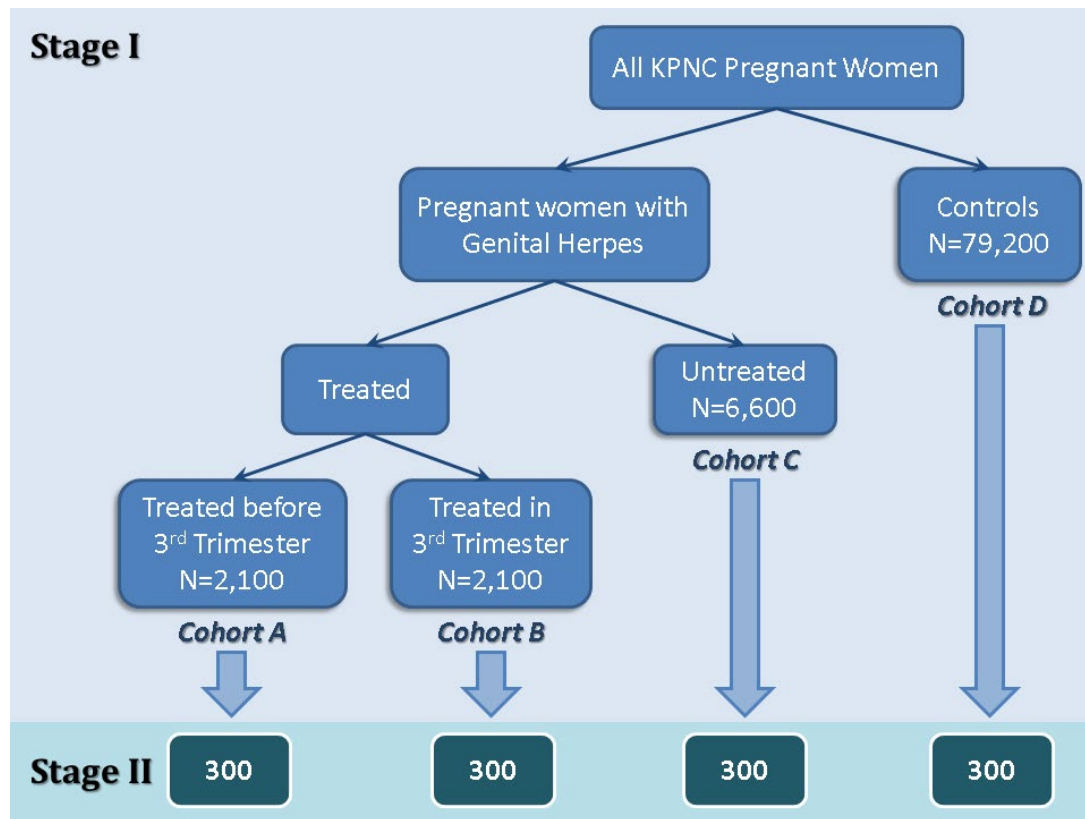 Stage I
All KPNC Pregnant Women
Pregnant women with
Genital Herpes
Controls
N=79,200
Cohort D
Treated
Untreated
N=6,600
Cohort C
Treated before
3rd Trimester
N=2,100
Cohort A
Treated in
3rd Trimester
N=2,100
Cohort B
Stage II
300
300
300
300